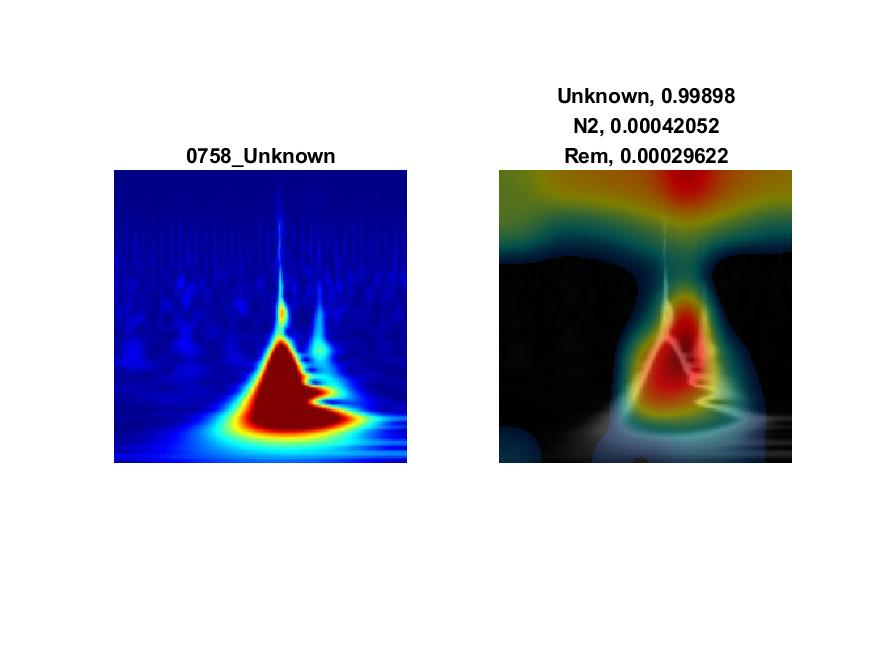 0758_Unknown
Unknown, 0.99898
N2, 0.00042052
Rem, 0.00029622